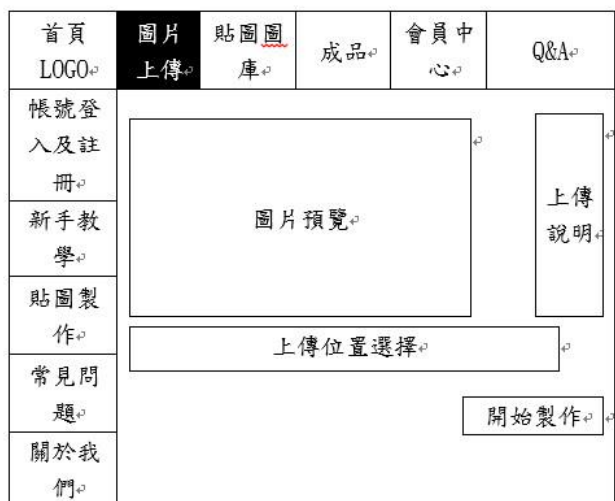 首頁
LOGO
圖片
上傳
貼圖圖
庫
成品
會員中
心
Q&A
帳號登
入及註
冊
新手教
學
貼圖製
作
常見問
題
關於我
們
圖片預覽
上傳
說明
上傳位置選擇
開始製作